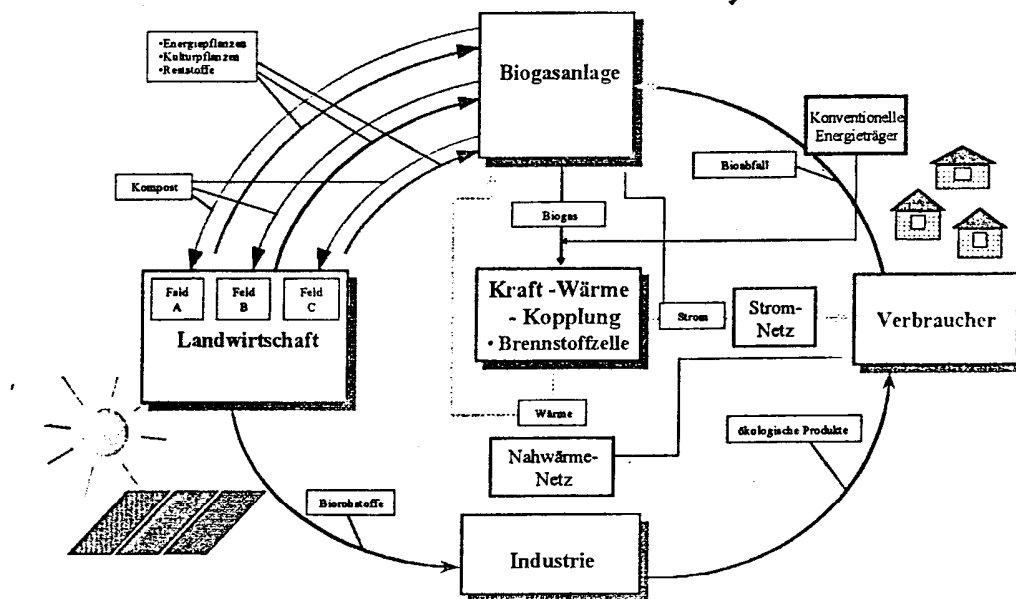 •Energiepflanzen
•Kulturpflanzen
•Reststoffe
Biogasanlage
Konventionelle
Energieträger
Bioabfall
Kompost
Biogas
Feld
A
Feld
B
Feld
C
Landwirtschaft
Kraft -Wärme
- Kopplung
• Brennstoffzelle
Strom
Strom-
Netz
Verbraucher
Wärme
Nahwärme-
Netz
ökologische Produkte
Biorohstoffe
Industrie